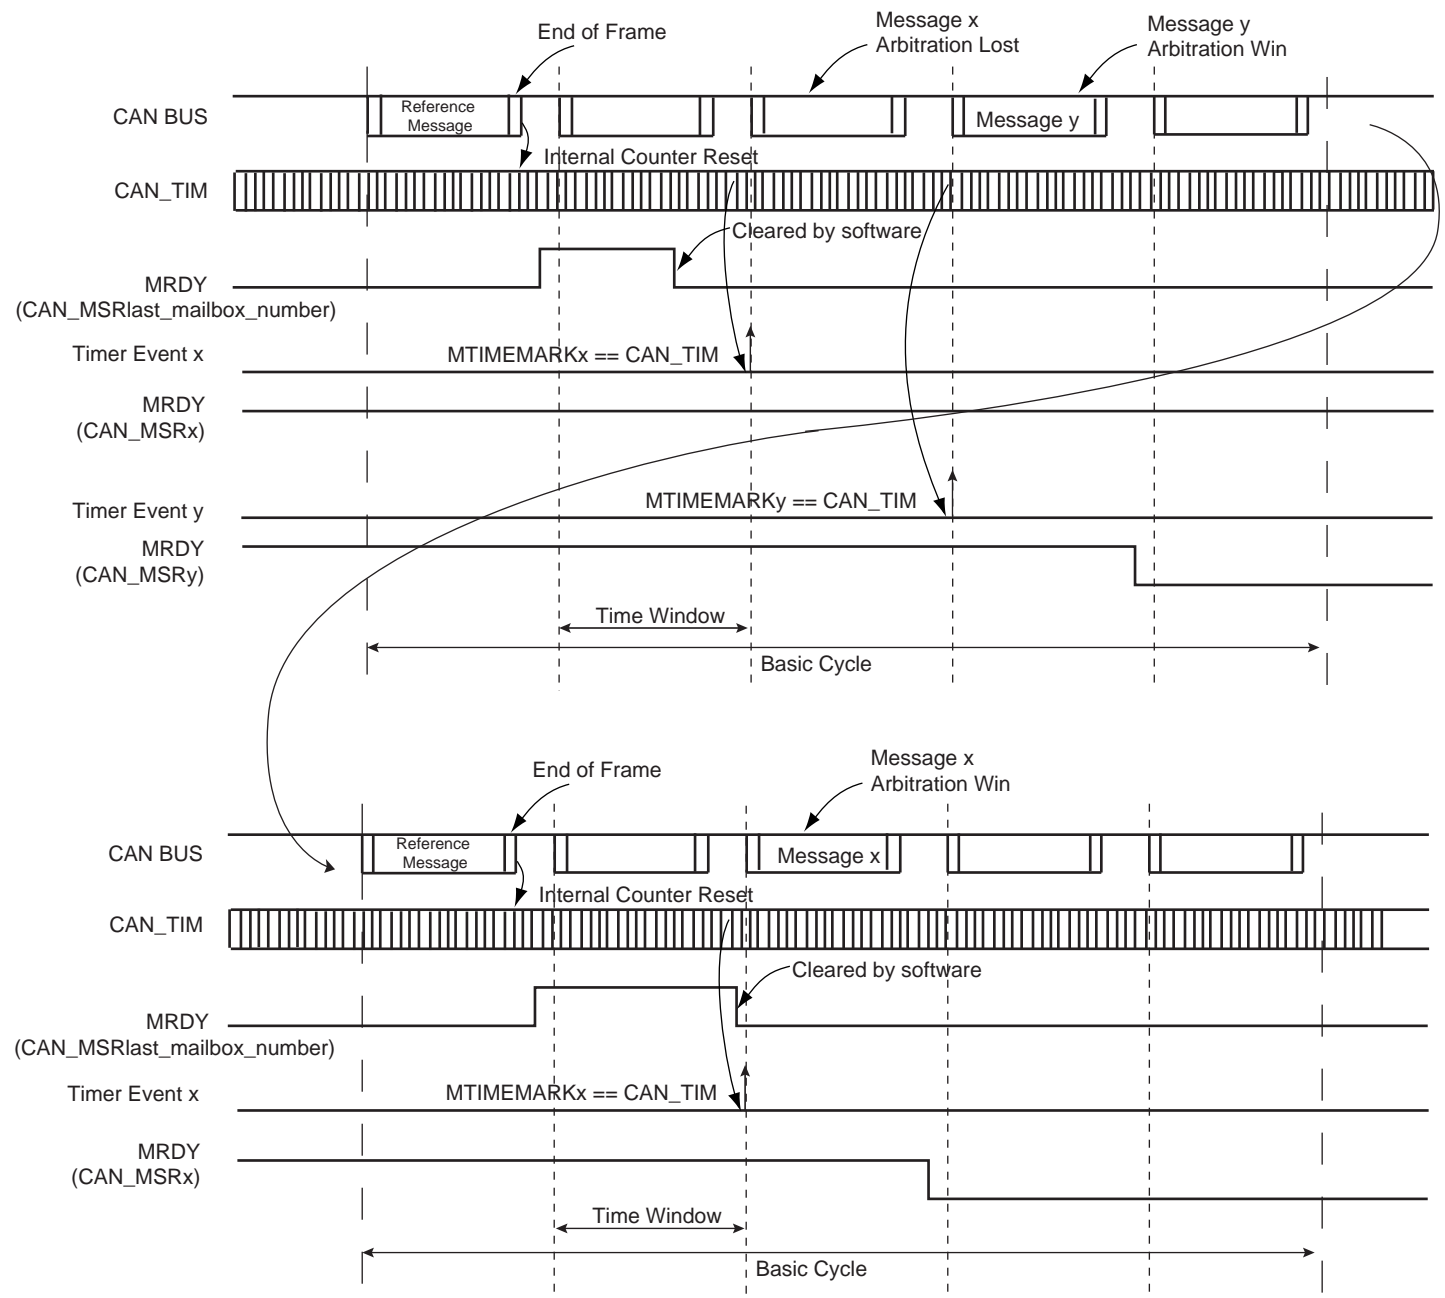 End of Frame
Message x
Arbitration Lost
Message y
Arbitration Win
CAN BUS
Reference
Message
Message y
Internal Counter Reset
CAN_TIM
Cleared by software
MRDY
(CAN_MSRlast_mailbox_number)
Timer Event x
MTIMEMARKx == CAN_TIM
MRDY
(CAN_MSRx)
Timer Event y
MTIMEMARKy == CAN_TIM
MRDY
(CAN_MSRy)
Time Window
Basic Cycle
End of Frame
Message x
Arbitration Win
CAN BUS
Reference
Message
Message x
Internal Counter Reset
CAN_TIM
Cleared by software
MRDY
(CAN_MSRlast_mailbox_number)
Timer Event x
MTIMEMARKx == CAN_TIM
MRDY
(CAN_MSRx)
Time Window
Basic Cycle